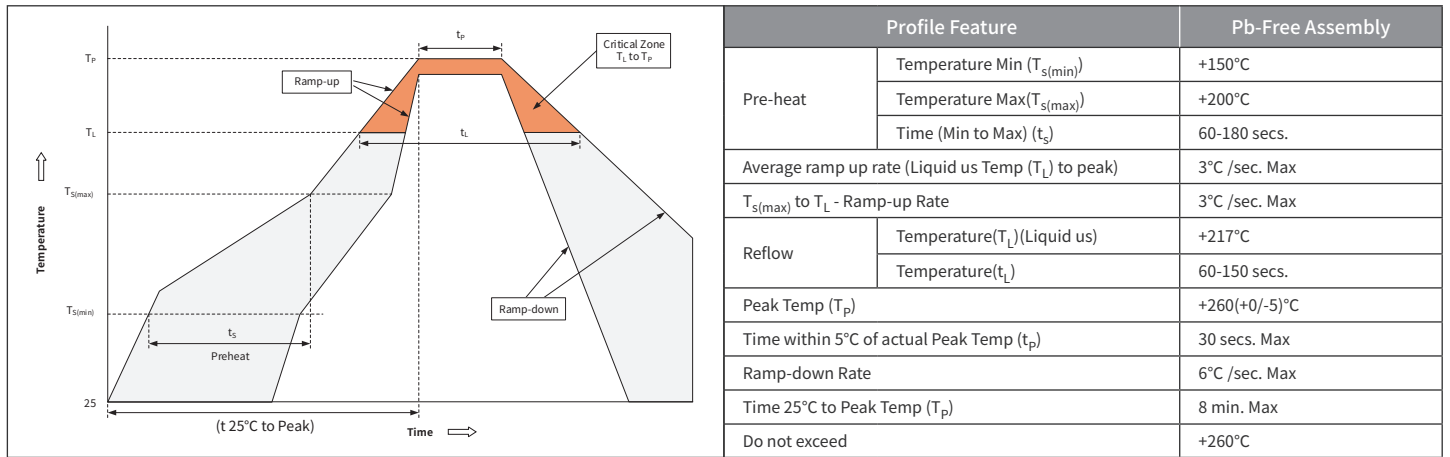 tP
TP
Critical Zone
TL to TP
Ramp-up
TL
tL
TS(max)
Temperature
Ramp-down
TS(min)
tS
Preheat
25
(t 25°C to Peak)
Time
Profile Feature Pb-Free Assembly
Pre-heat
Temperature Min (Ts(min)) +150°C
Temperature Max(Ts(max)) +200°C
Time (Min to Max) (ts) 60-180 secs.
Average ramp up rate (Liquid us Temp (TL) to peak) 3°C /sec. Max
Ts(max) to TL - Ramp-up Rate 3°C /sec. Max
Reflow
Temperature(TL)(Liquid us) +217°C
Temperature(tL) 60-150 secs.
Peak Temp (TP) +260(+0/-5)°C
Time within 5°C of actual Peak Temp (tP) 30 secs. Max
Ramp-down Rate 6°C /sec. Max
Time 25°C to Peak Temp (TP) 8 min. Max
Do not exceed +260°C